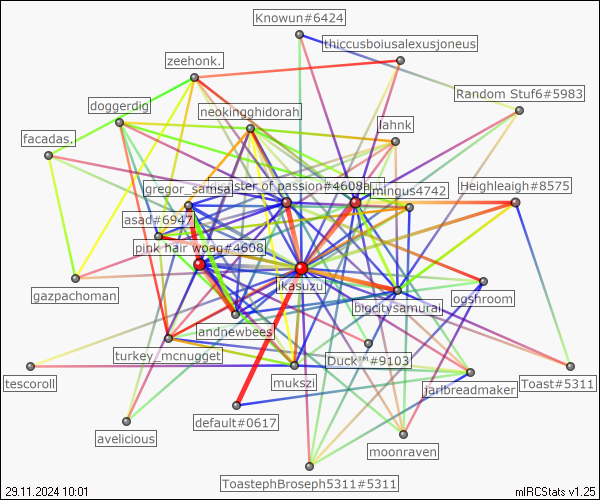 Knowun#6424
thiccusboiusalexusjoneus
zeehonk.
Random Stuf6#5983
doggerdig
neokingghidorah
lahnk
facadas.
gregor_samsa
ster of passion#4608
mingus4742
Heighleaigh#8575
asad#6947
pink hair woag#4608
ikasuzu
gazpachoman
ogshroom
bigcitysamurai
andnewbees
turkey_mcnugget
Duck™#9103
tescoroll
mukszi
jarlbreadmaker
Toast#5311
default#0617
avelicious
moonraven
ToastephBroseph5311#5311
29.11.2024 10:01
mIRCStats v1.25